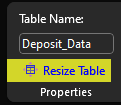 Table Name:
Deposit_Data
Resize Table
Properties